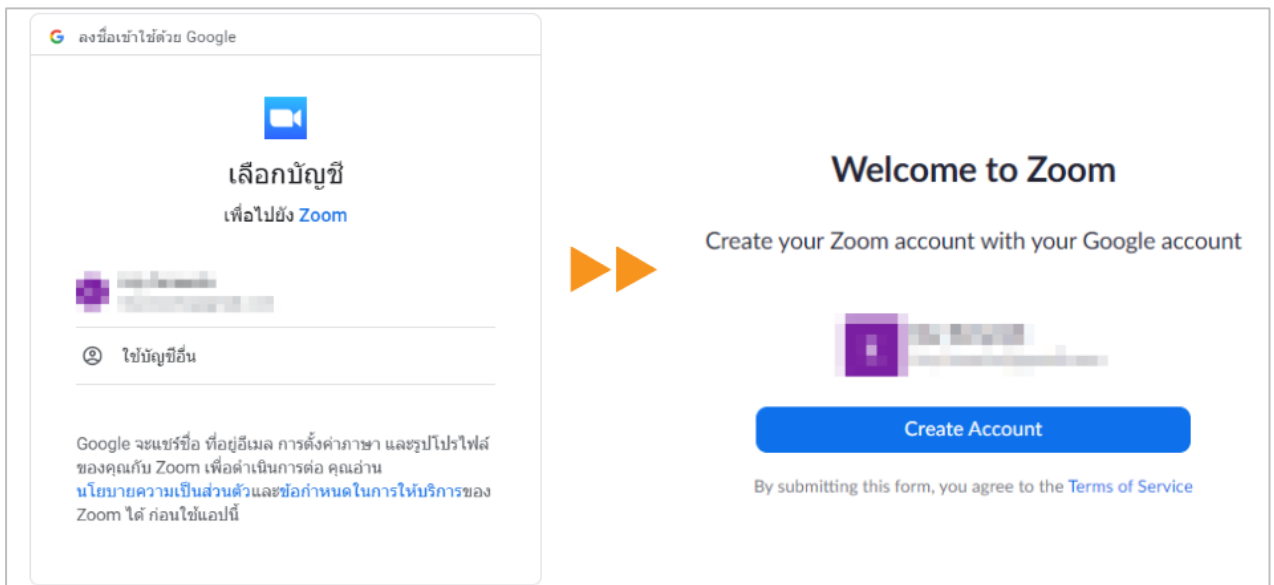 ลงชื่อเข้าใช้ด้วย Google
เลือกบัญชี
เพื่อไปยัง Zoom
ใช้บัญชีอื่น
Google จะแชร์ชื่อ ที่อยู่อีเมล การตั้งค่าภาษา และรูปโปรไฟล์
ของคุณกับ Zoom เพื่อดำเนินการต่อ คุณอ่าน
นโยบายความเป็นส่วนตัวและข้อกำหนดในการให้บริการของ
Zoom ได้ ก่อนใช้แอปนี้
Welcome to Zoom
Create your Zoom account with your Google account
Create Account
By submitting this form, you agree to the Terms of Service